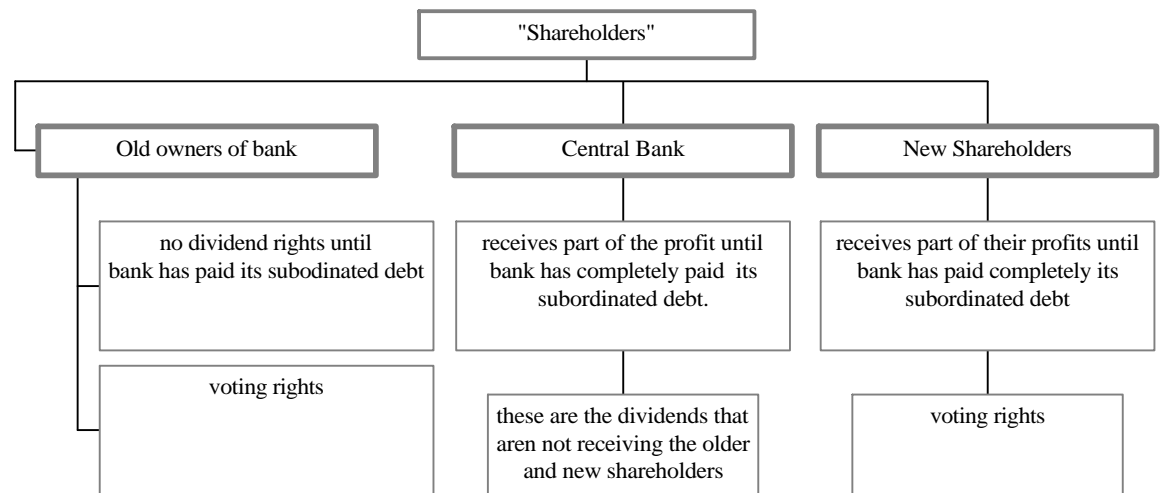 "Shareholders"
Old owners of bank
Central Bank
New Shareholders
no dividend rights until
bank has paid its subodinated debt
receives part of the profit until
bank has completely paid its
subordinated debt.
receives part of their profits until
bank has paid completely its
subordinated debt
voting rights
these are the dividends that
aren not receiving the older
and new shareholders
voting rights